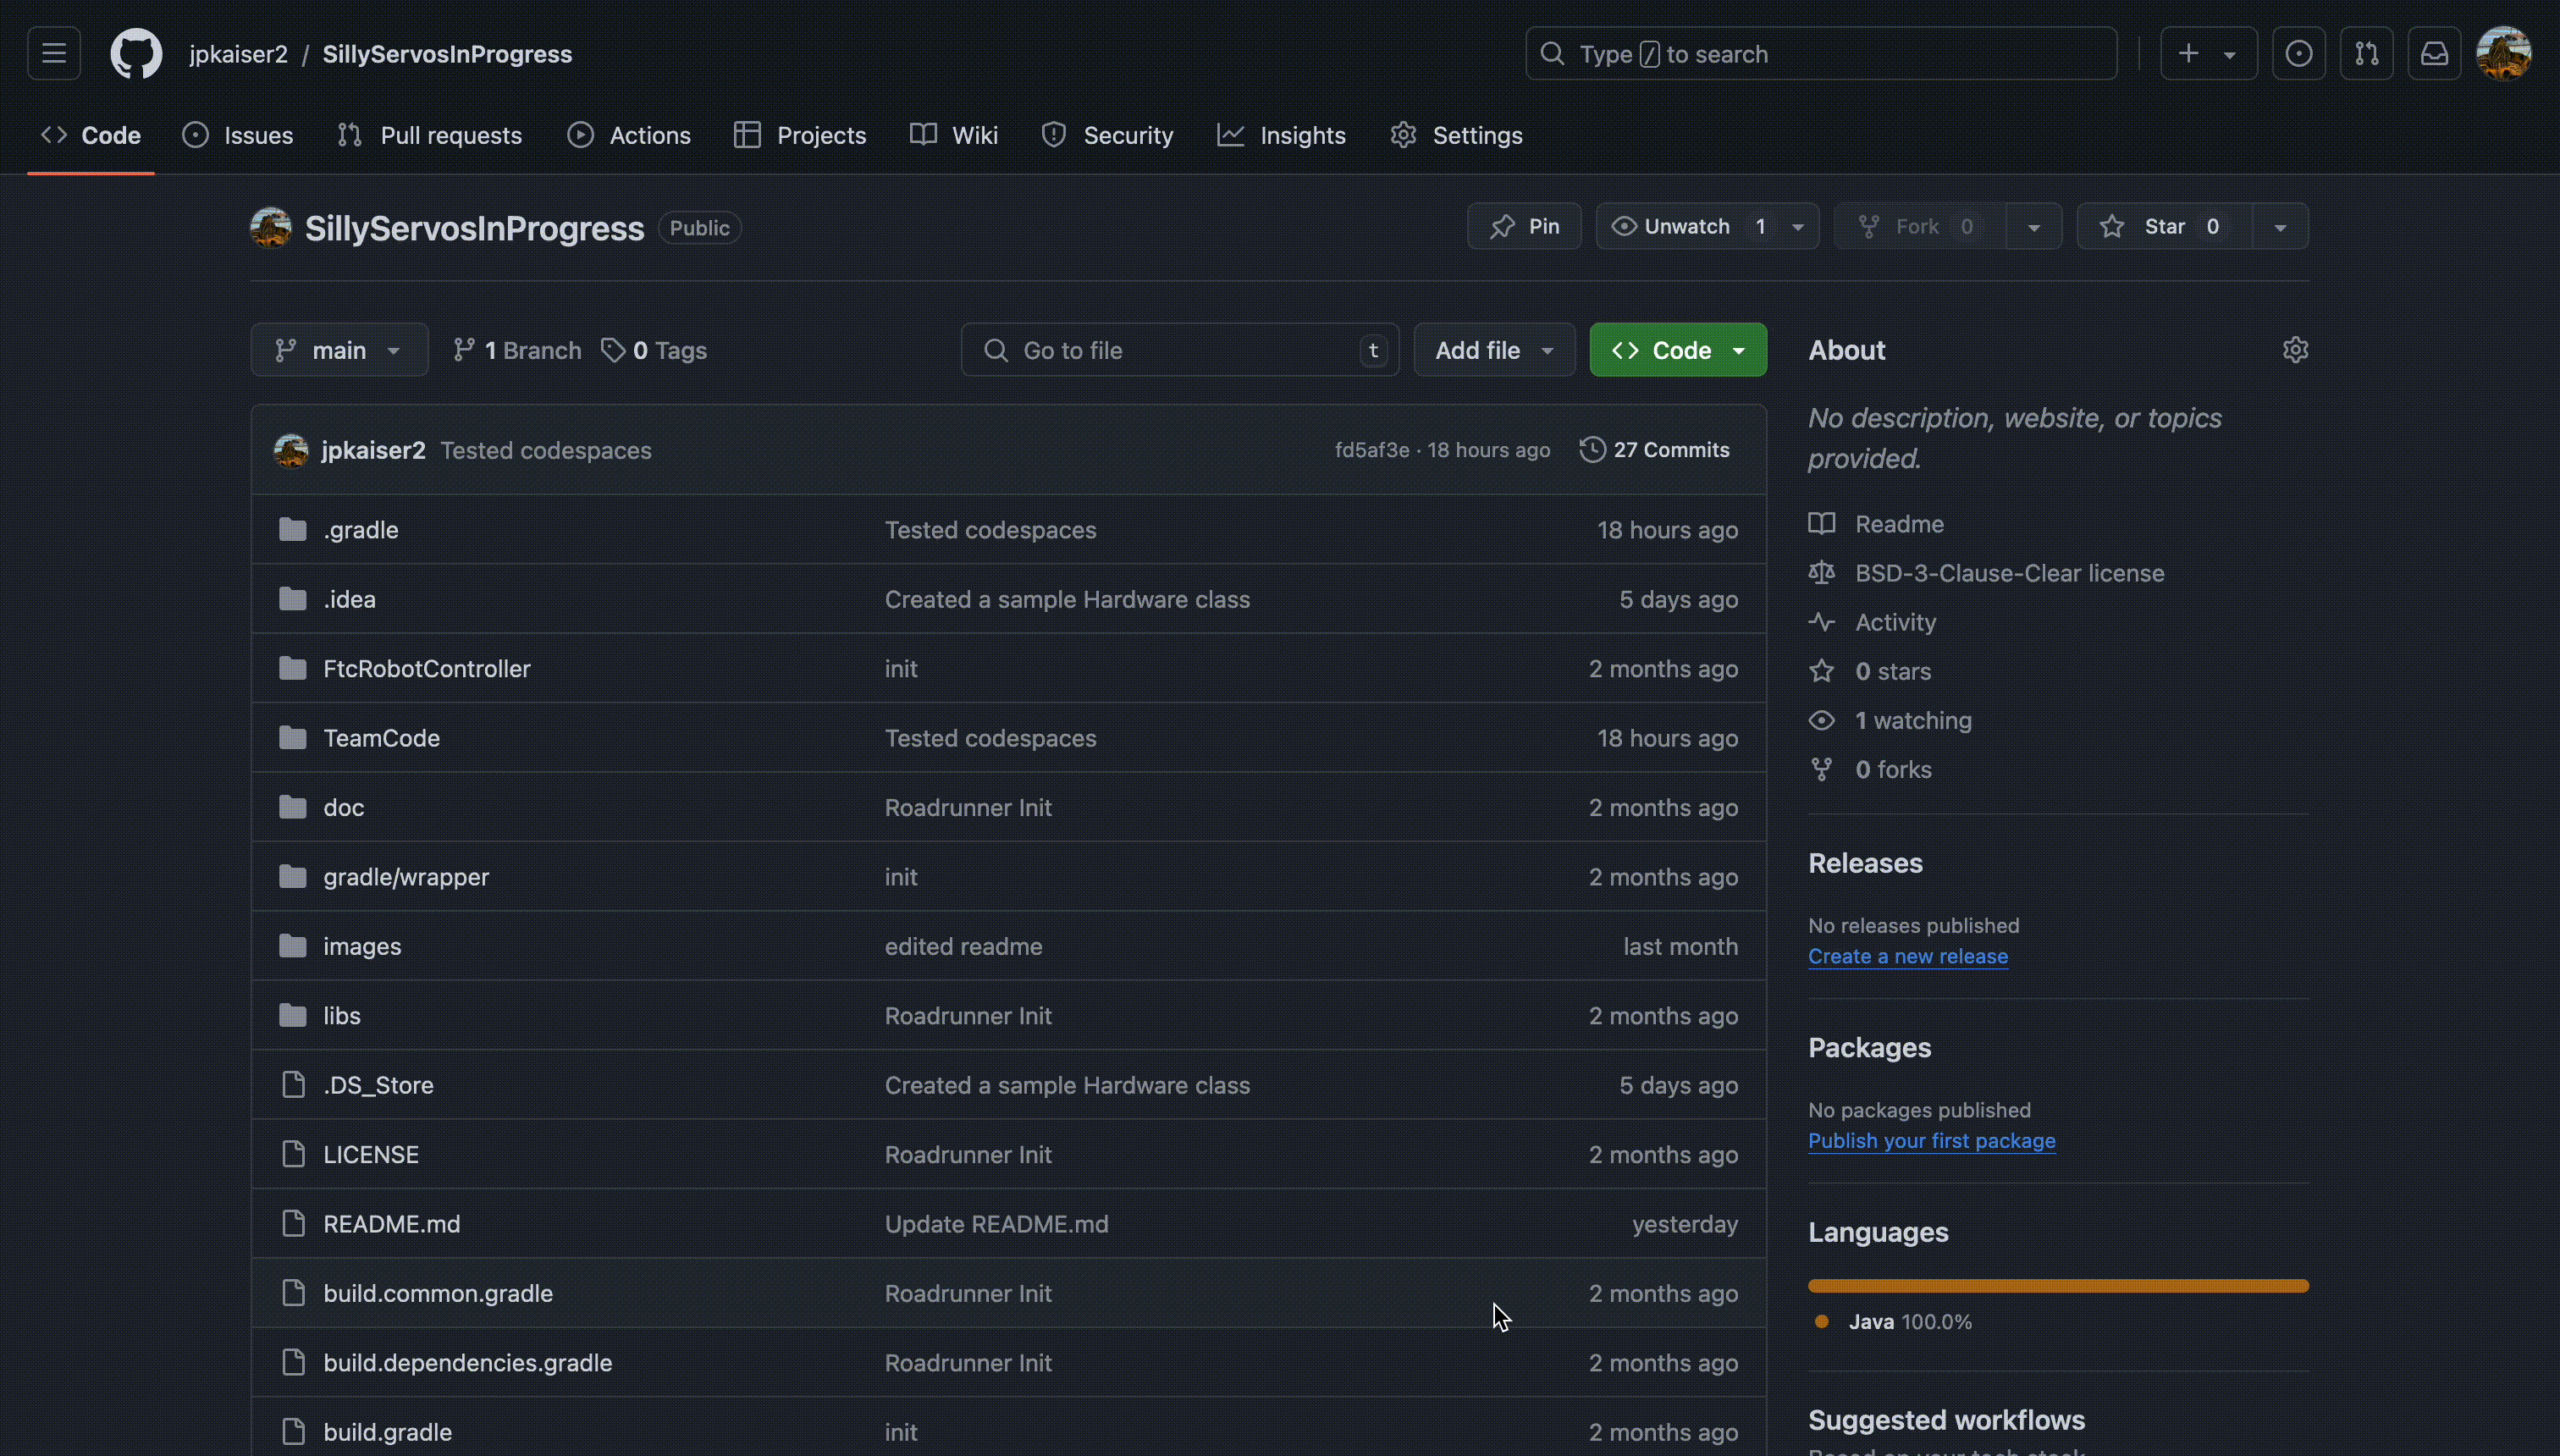 jpkaiser2 / SillyServosInProgress
Type / to search
Code Issues Pull requests Actions Projects Wiki Security Insights Settings
SillyServosInProgress Public
Pin Unwatch 1 Fork 0 Star 0
main 1 Branch 0 Tags Go to file t Add file Code
jpkaiser2 Tested codespaces fd5af3e · 18 hours ago 27 Commits
.gradle Tested codespaces 18 hours ago
.idea Created a sample Hardware class 5 days ago
FtcRobotController init 2 months ago
TeamCode Tested codespaces 18 hours ago
doc Roadrunner Init 2 months ago
gradle/wrapper init 2 months ago
images edited readme last month
libs Roadrunner Init 2 months ago
.DS_Store Created a sample Hardware class 5 days ago
LICENSE Roadrunner Init 2 months ago
README.md Update README.md yesterday
build.common.gradle Roadrunner Init 2 months ago
build.dependencies.gradle Roadrunner Init 2 months ago
build.gradle init 2 months ago
About
No description, website, or topics
provided.
Readme
BSD-3-Clause-Clear license
Activity
0 stars
1 watching
0 forks
Releases
No releases published
Create a new release
Packages
No packages published
Publish your first package
Languages
Java 100.0%
Suggested workflows